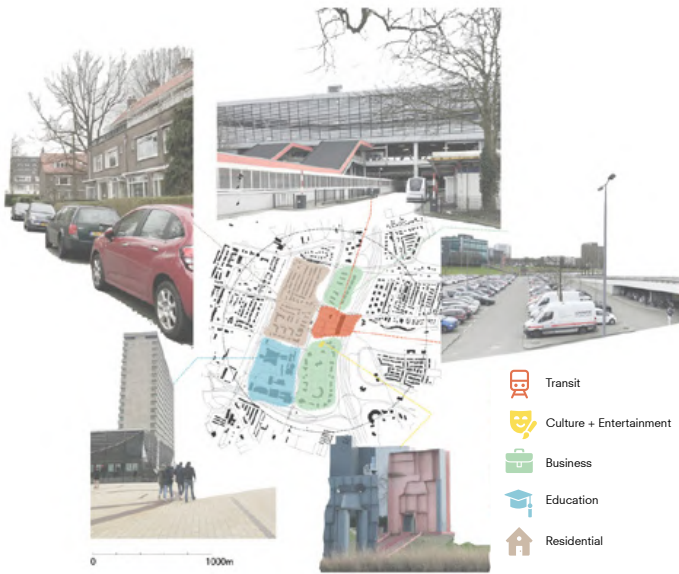 Transit
Culture + Entertainment
Business
Education
Residential
0
1000m